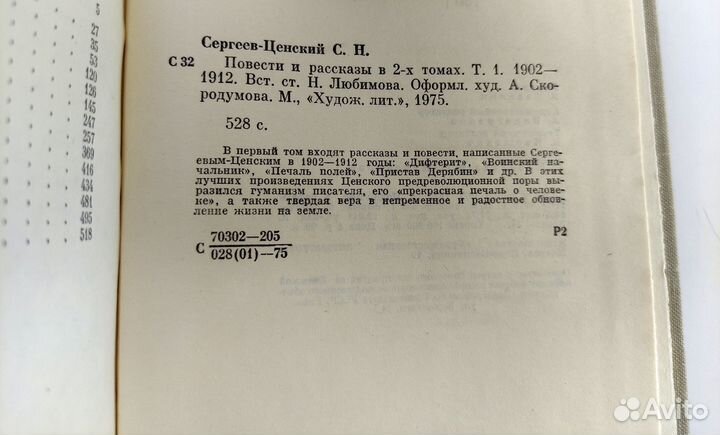 5
27
35
53
120
126
145
247
257
369
416
434
481
495
518
Сергеев-Ценский С. Н.
С 32 Повести и рассказы в 2-х томах. Т. 1. 1902—
1912. Вст. ст. Н. Любимова. Оформл. худ. А. Ско-
родумова. М., «Худож. лит.», 1975.
528 с.
В первый том входят рассказы и повести, написанные Серге-
евым-Ценским в 1902—1912 годы: «Дифтерит», «Воинский на-
чальник», «Печаль полей», «Пристав Дерябин» и др. В этих
лучших произведениях Ценского предреволюционной поры вы-
разился гуманизм писателя, его «прекрасная печаль о челове-
ке», а также твердая вера в непременное и радостное обнов-
ление жизни на земле.
С 70302—205
028(01)—75
Р2
Avito